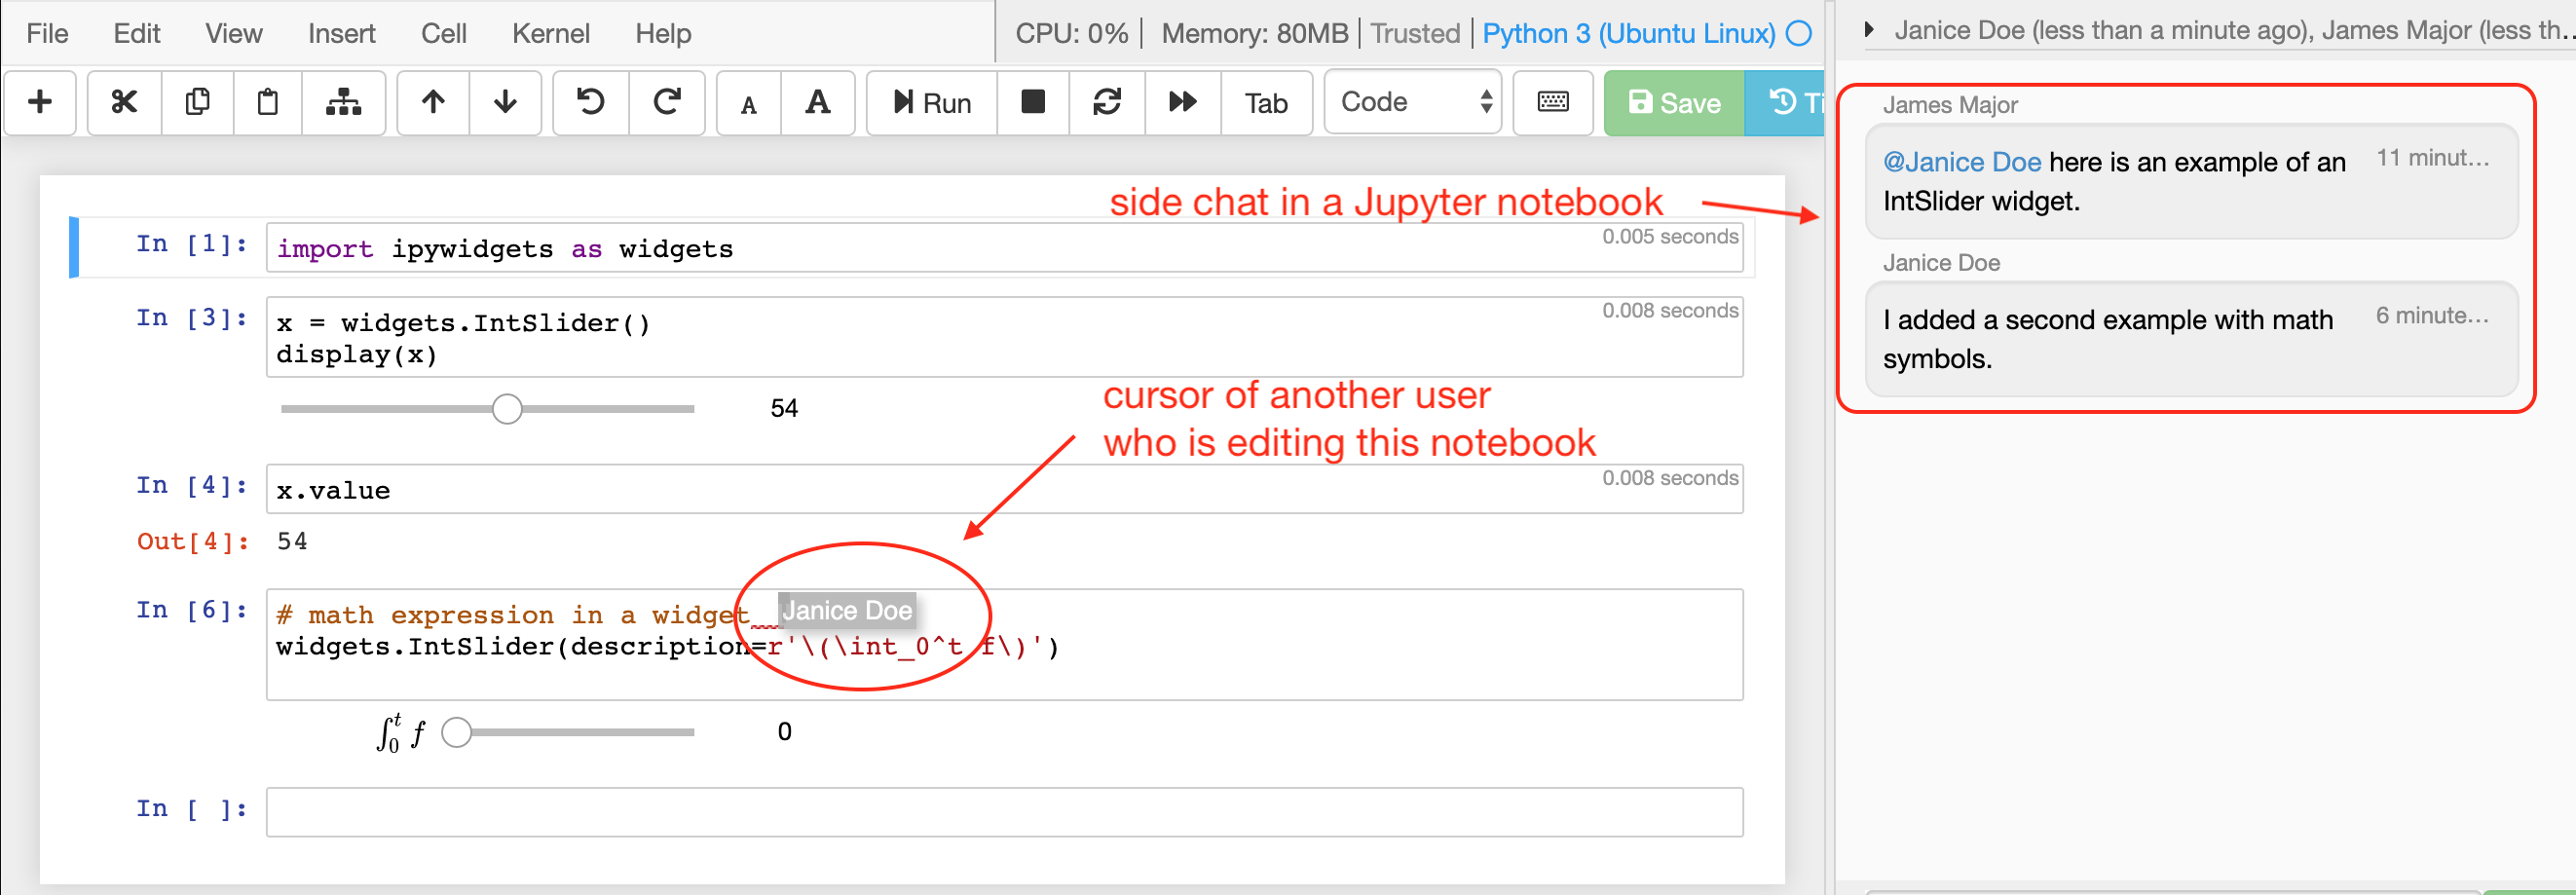 File Edit View Insert Cell Kernel Help CPU: 0% | Memory: 80MB | Trusted | Python 3 (Ubuntu Linux)
Run Tab Code Save Ti
side chat in a Jupyter notebook
In [1]: import ipywidgets as widgets 0.005 seconds
In [3]: x = widgets.IntSlider() 0.008 seconds
display(x)
54
cursor of another user
who is editing this notebook
In [4]: x.value 0.008 seconds
Out[4]: 54
In [6]: # math expression in a widget Janice Doe
widgets.IntSlider(description=r'\(\int_0^t f\)')
∫₀ᵗ f 0
In [ ]:
Janice Doe (less than a minute ago), James Major (less th...
James Major
@Janice Doe here is an example of an 11 minut...
IntSlider widget.
Janice Doe
I added a second example with math 6 minute...
symbols.